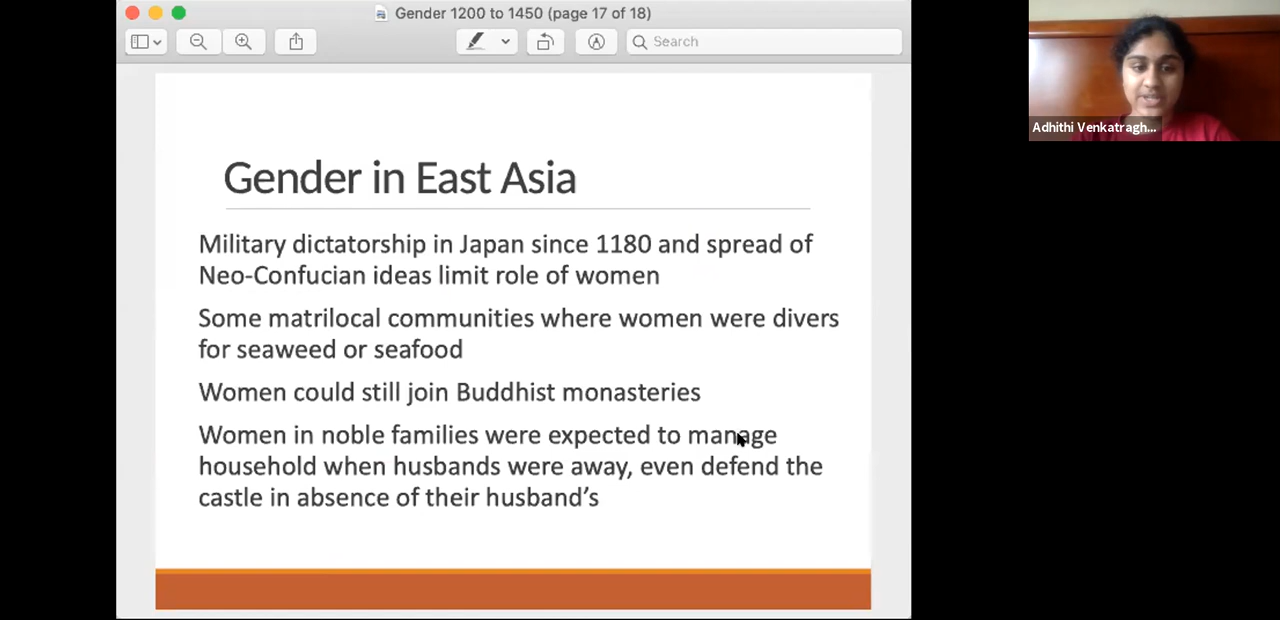 Gender 1200 to 1450 (page 17 of 18)
Search
Adhithi Venkatragh...
Gender in East Asia
Military dictatorship in Japan since 1180 and spread of
Neo-Confucian ideas limit role of women
Some matrilocal communities where women were divers
for seaweed or seafood
Women could still join Buddhist monasteries
Women in noble families were expected to manage
household when husbands were away, even defend the
castle in absence of their husband’s